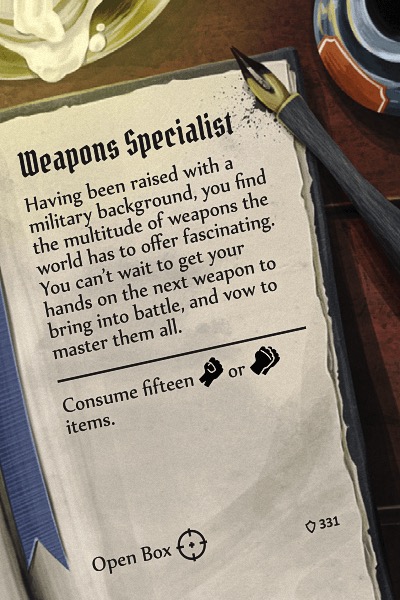 Weapons Specialist
Having been raised with a
military background, you find
the multitude of weapons the
world has to offer fascinating.
You can't wait to get your
hands on the next weapon to
bring into battle, and vow to
master them all.
Consume fifteen or
items.
Open Box
331